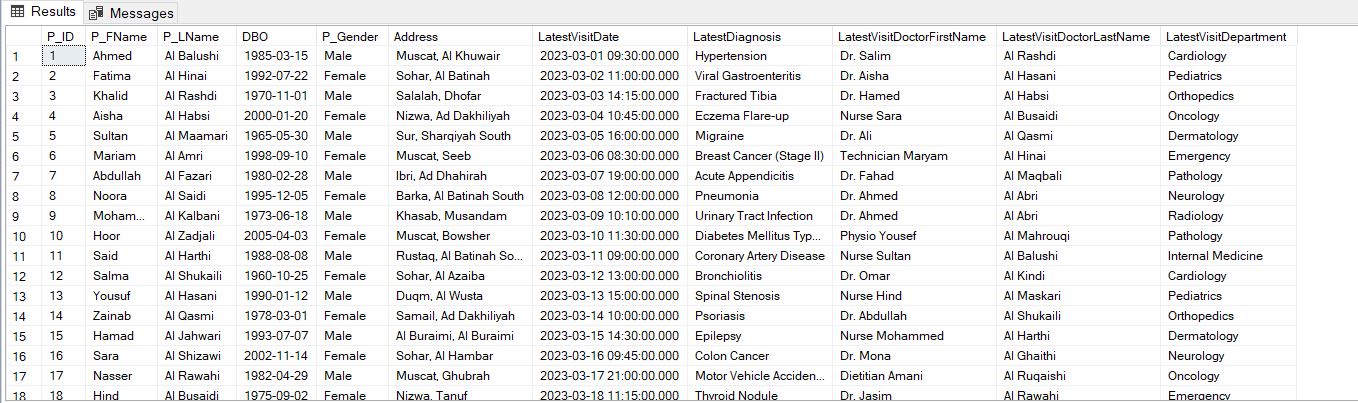 Results Messages
P_ID P_FName P_LName DBO P_Gender Address LatestVisitDate LatestDiagnosis LatestVisitDoctorFirstName LatestVisitDoctorLastName LatestVisitDepartment
1 1 Ahmed Al Balushi 1985-03-15 Male Muscat, Al Khuwair 2023-03-01 09:30:00.000 Hypertension Dr. Salim Al Rashdi Cardiology
2 2 Fatima Al Hinai 1992-07-22 Female Sohar, Al Batinah 2023-03-02 11:00:00.000 Viral Gastroenteritis Dr. Aisha Al Hasani Pediatrics
3 3 Khalid Al Rashdi 1970-11-01 Male Salalah, Dhofar 2023-03-03 14:15:00.000 Fractured Tibia Dr. Hamed Al Habsi Orthopedics
4 4 Aisha Al Habsi 2000-01-20 Female Nizwa, Ad Dakhiliyah 2023-03-04 10:45:00.000 Eczema Flare-up Nurse Sara Al Busaidi Oncology
5 5 Sultan Al Maamari 1965-05-30 Male Sur, Sharqiyah South 2023-03-05 16:00:00.000 Migraine Dr. Ali Al Qasmi Dermatology
6 6 Mariam Al Amri 1998-09-10 Female Muscat, Seeb 2023-03-06 08:30:00.000 Breast Cancer (Stage II) Technician Maryam Al Hinai Emergency
7 7 Abdullah Al Fazari 1980-02-28 Male Ibri, Ad Dhahirah 2023-03-07 19:00:00.000 Acute Appendicitis Dr. Fahad Al Maqbali Pathology
8 8 Noora Al Saidi 1995-12-05 Female Barka, Al Batinah South 2023-03-08 12:00:00.000 Pneumonia Dr. Ahmed Al Abri Neurology
9 9 Moham... Al Kalbani 1973-06-18 Male Khasab, Musandam 2023-03-09 10:10:00.000 Urinary Tract Infection Dr. Ahmed Al Abri Radiology
10 10 Hoor Al Zadjali 2005-04-03 Female Muscat, Bowsher 2023-03-10 11:30:00.000 Diabetes Mellitus Typ... Physio Yousef Al Mahrouqi Pathology
11 11 Said Al Harthi 1988-08-08 Male Rustaq, Al Batinah So... 2023-03-11 09:00:00.000 Coronary Artery Disease Nurse Sultan Al Balushi Internal Medicine
12 12 Salma Al Shukaili 1960-10-25 Female Sohar, Al Azaiba 2023-03-12 13:00:00.000 Bronchiolitis Dr. Omar Al Kindi Cardiology
13 13 Yousuf Al Hasani 1990-01-12 Male Duqm, Al Wusta 2023-03-13 15:00:00.000 Spinal Stenosis Nurse Hind Al Maskari Pediatrics
14 14 Zainab Al Qasmi 1978-03-01 Female Samail, Ad Dakhiliyah 2023-03-14 10:00:00.000 Psoriasis Dr. Abdullah Al Shukaili Orthopedics
15 15 Hamad Al Jahwari 1993-07-07 Male Al Buraimi, Al Buraimi 2023-03-15 14:30:00.000 Epilepsy Nurse Mohammed Al Harthi Dermatology
16 16 Sara Al Shizawi 2002-11-14 Female Sohar, Al Hambar 2023-03-16 09:45:00.000 Colon Cancer Dr. Mona Al Ghaithi Neurology
17 17 Nasser Al Rawahi 1982-04-29 Male Muscat, Ghubrah 2023-03-17 21:00:00.000 Motor Vehicle Acciden... Dietitian Amani Al Ruqaishi Oncology
18 18 Hind Al Busaidi 1975-09-02 Female Nizwa, Tanuf 2023-03-18 11:15:00.000 Thyroid Nodule Dr. Jasim Al Rawahi Emergency